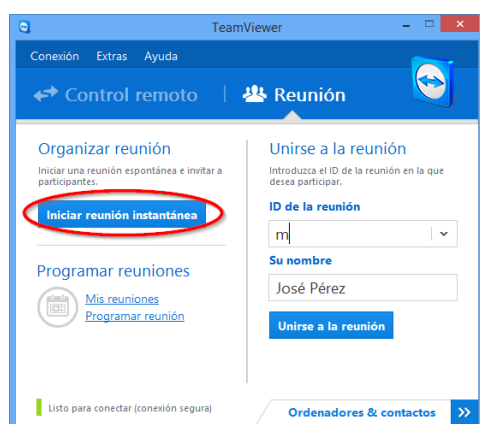 TeamViewer
Conexión Extras Ayuda
Control remoto
Reunión
Organizar reunión
Iniciar una reunión espontánea e invitar a
participantes.
Iniciar reunión instantánea
Programar reuniones
Mis reuniones
Programar reunión
Unirse a la reunión
Introduzca el ID de la reunión en la que
desea participar.
ID de la reunión
m
Su nombre
José Pérez
Unirse a la reunión
Listo para conectar (conexión segura)
Ordenadores & contactos